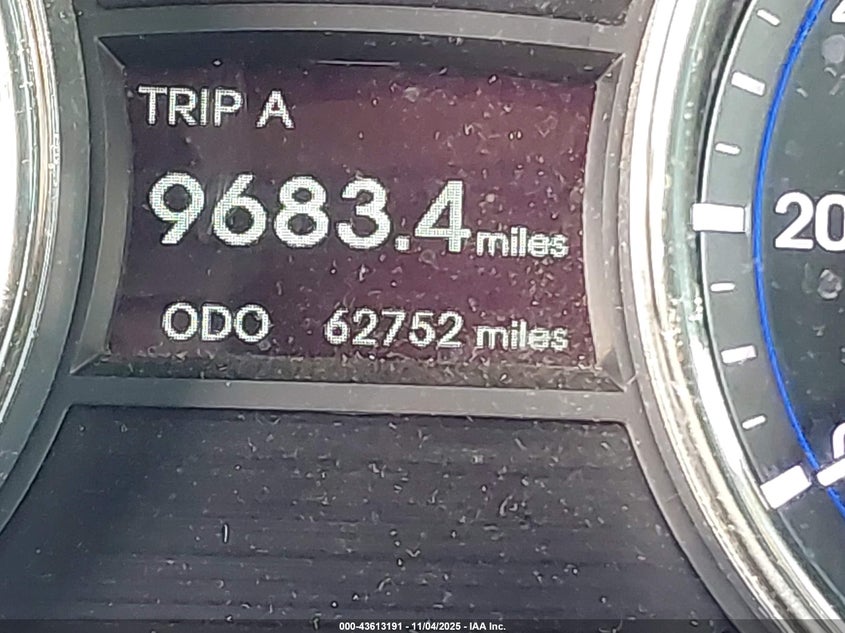 TRIP A
9683.4 miles
ODO 62752 miles
20
000-43613191 - 11/04/2025 - IAA Inc.